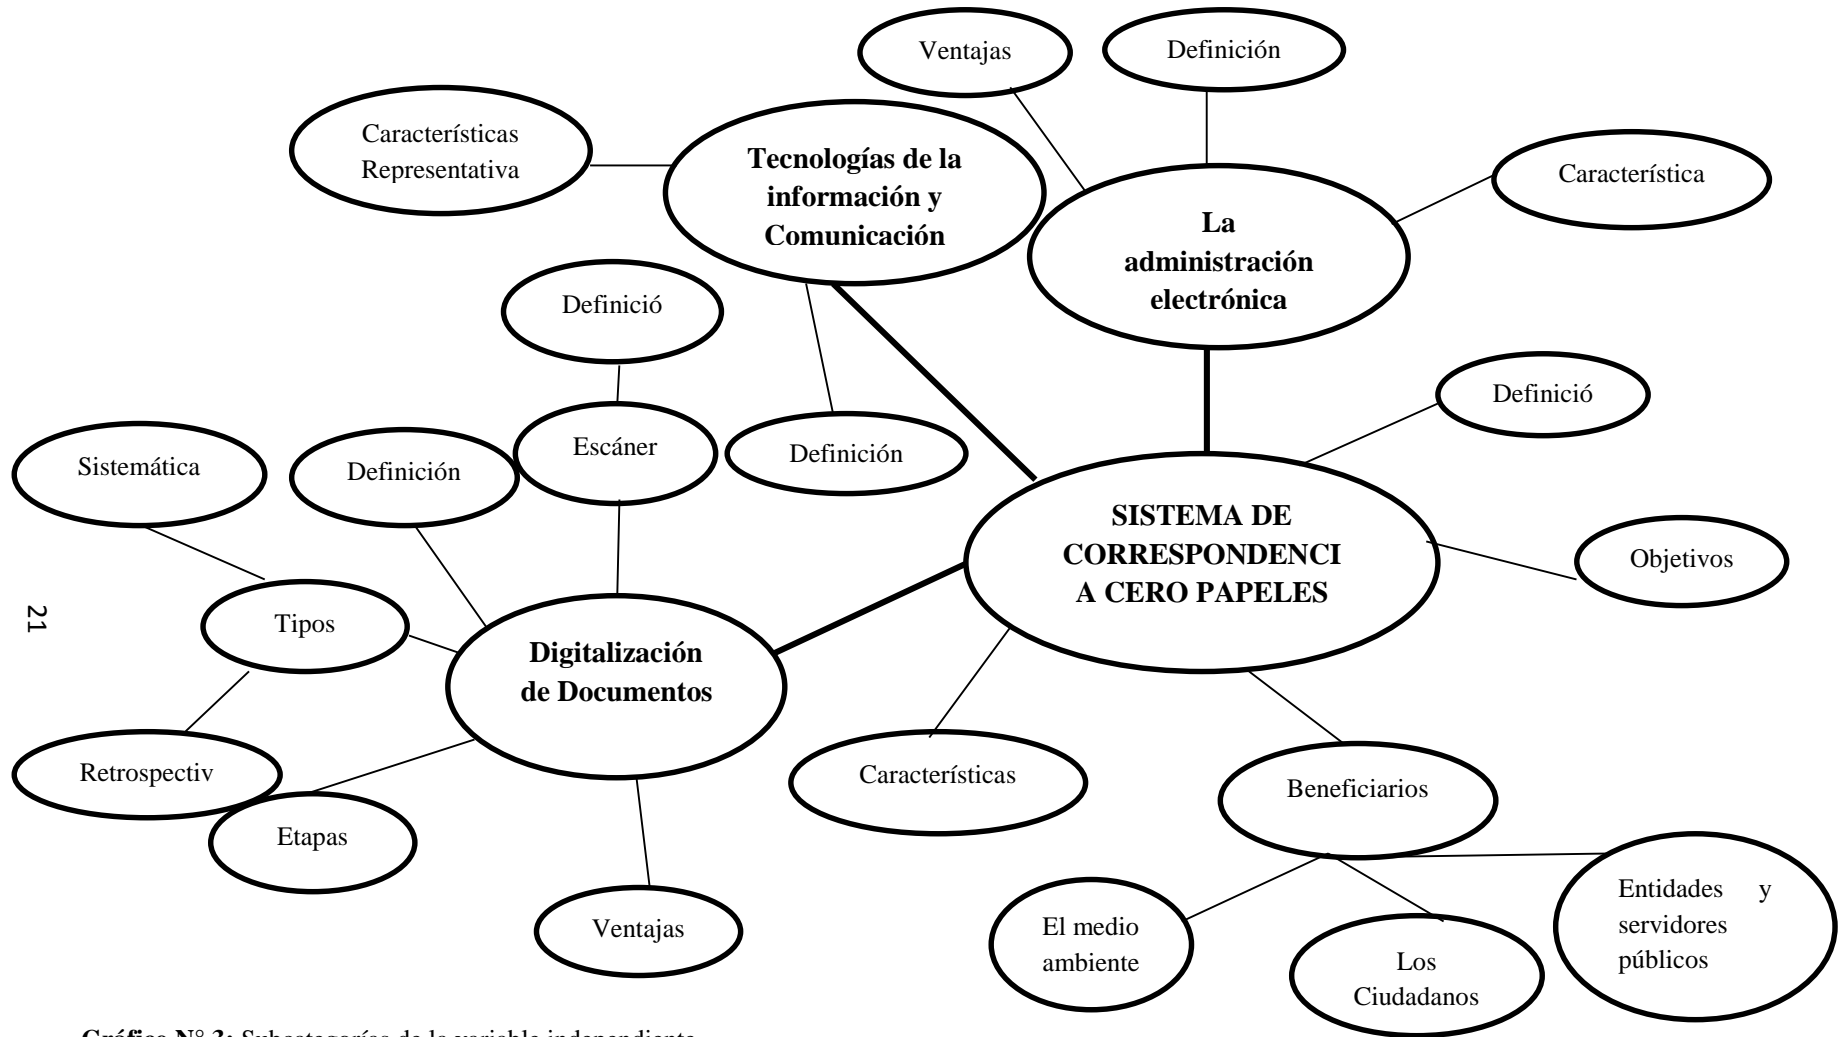 Ventajas
Definición
Características
Representativa
Tecnologías de la
información y
Comunicación
Característica
La
administración
electrónica
Definició
Definició
Sistemática
Definición
Escáner
Definición
SISTEMA DE
CORRESPONDENCI
A CERO PAPELES
Objetivos
21
Tipos
Digitalización
de Documentos
Retrospectiv
Características
Beneficiarios
Etapas
Ventajas
El medio
ambiente
Los
Ciudadanos
Entidades y
servidores
públicos
Gráfico N° 3: Subcategorías de la variable independiente